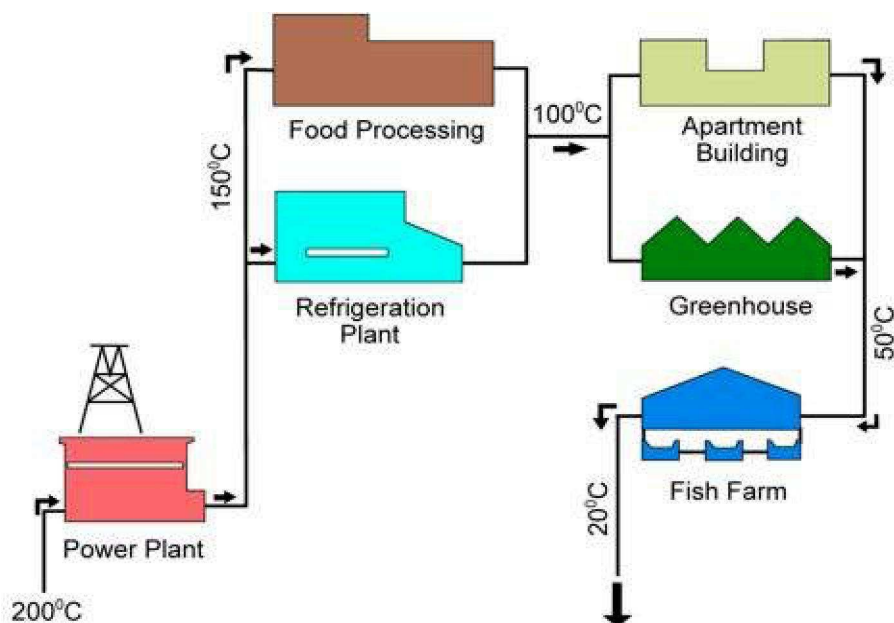 Food Processing
150⁰C
100⁰C
Apartment
Building
Refrigeration
Plant
Greenhouse
50⁰C
Power Plant
200⁰C
Fish Farm
20⁰C